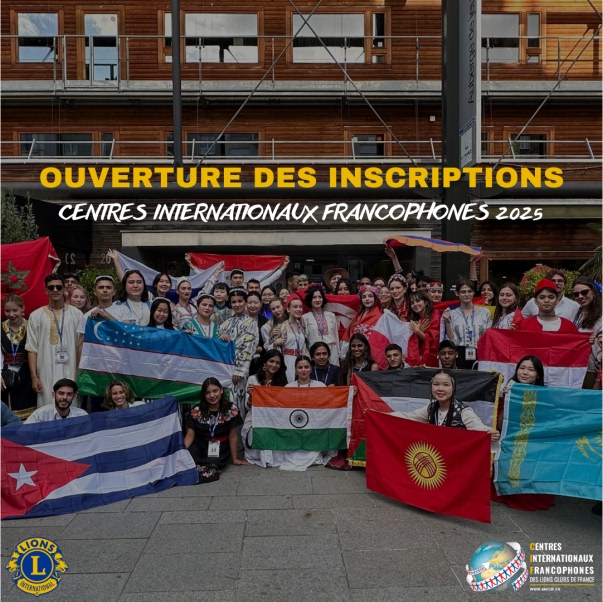 OUVERTURE DES INSCRIPTIONS
CENTRES INTERNATIONAUX FRANCOPHONES 2025
LIONS
L
INTERNATIONAL
CENTRES
INTERNATIONAUX
FRANCOPHONES
DES LIONS CLUBS DE FRANCE